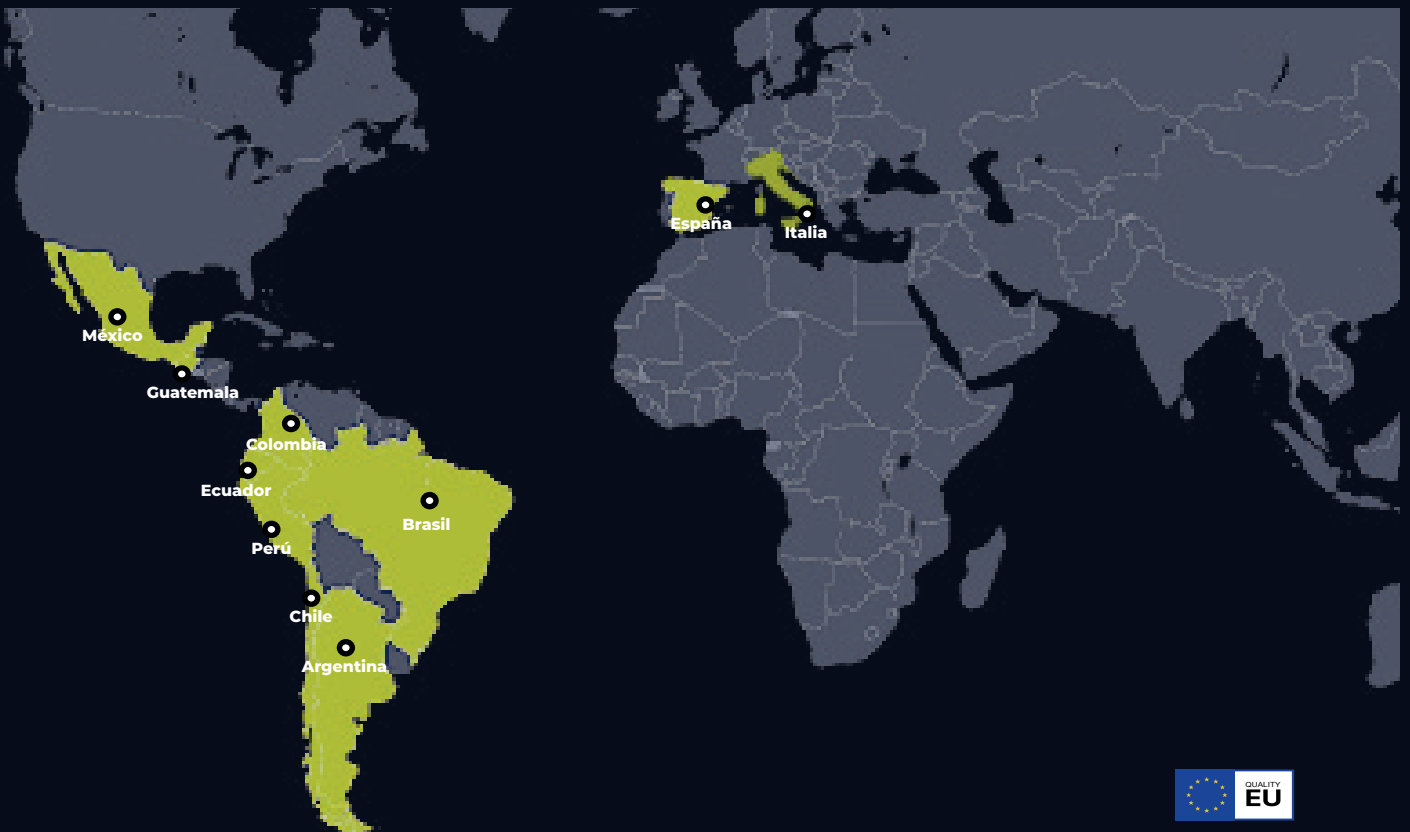 España
Italia
México
Guatemala
Colombia
Ecuador
Brasil
Perú
Chile
Argentina
QUALITY
EU